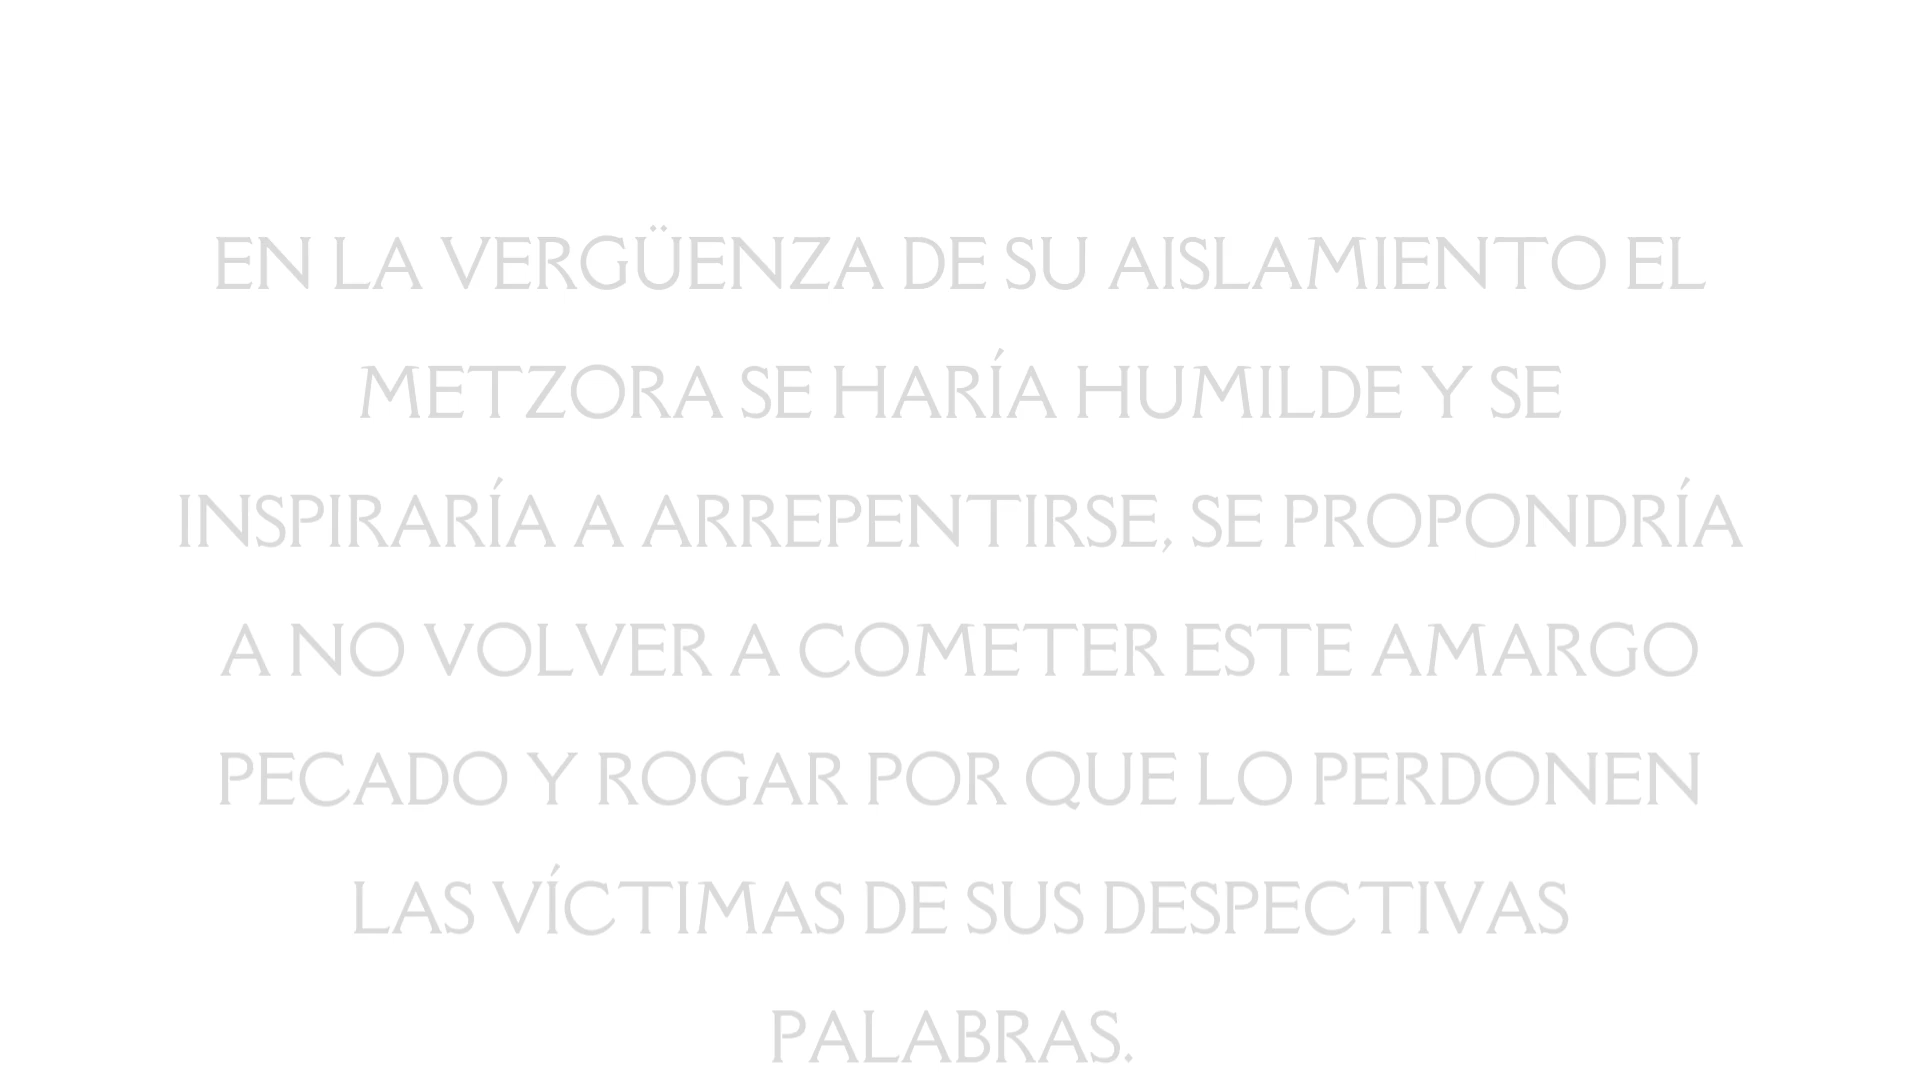 EN LA VERGÜENZA DE SU AISLAMIENTO EL
METZORA SE HARÍA HUMILDE Y SE
INSPIRARÍA A ARREPENTIRSE, SE PROPONDRÍA
A NO VOLVER A COMETER ESTE AMARGO
PECADO Y ROGAR POR QUE LO PERDONEN
LAS VÍCTIMAS DE SUS DESPECTIVAS
PALABRAS.